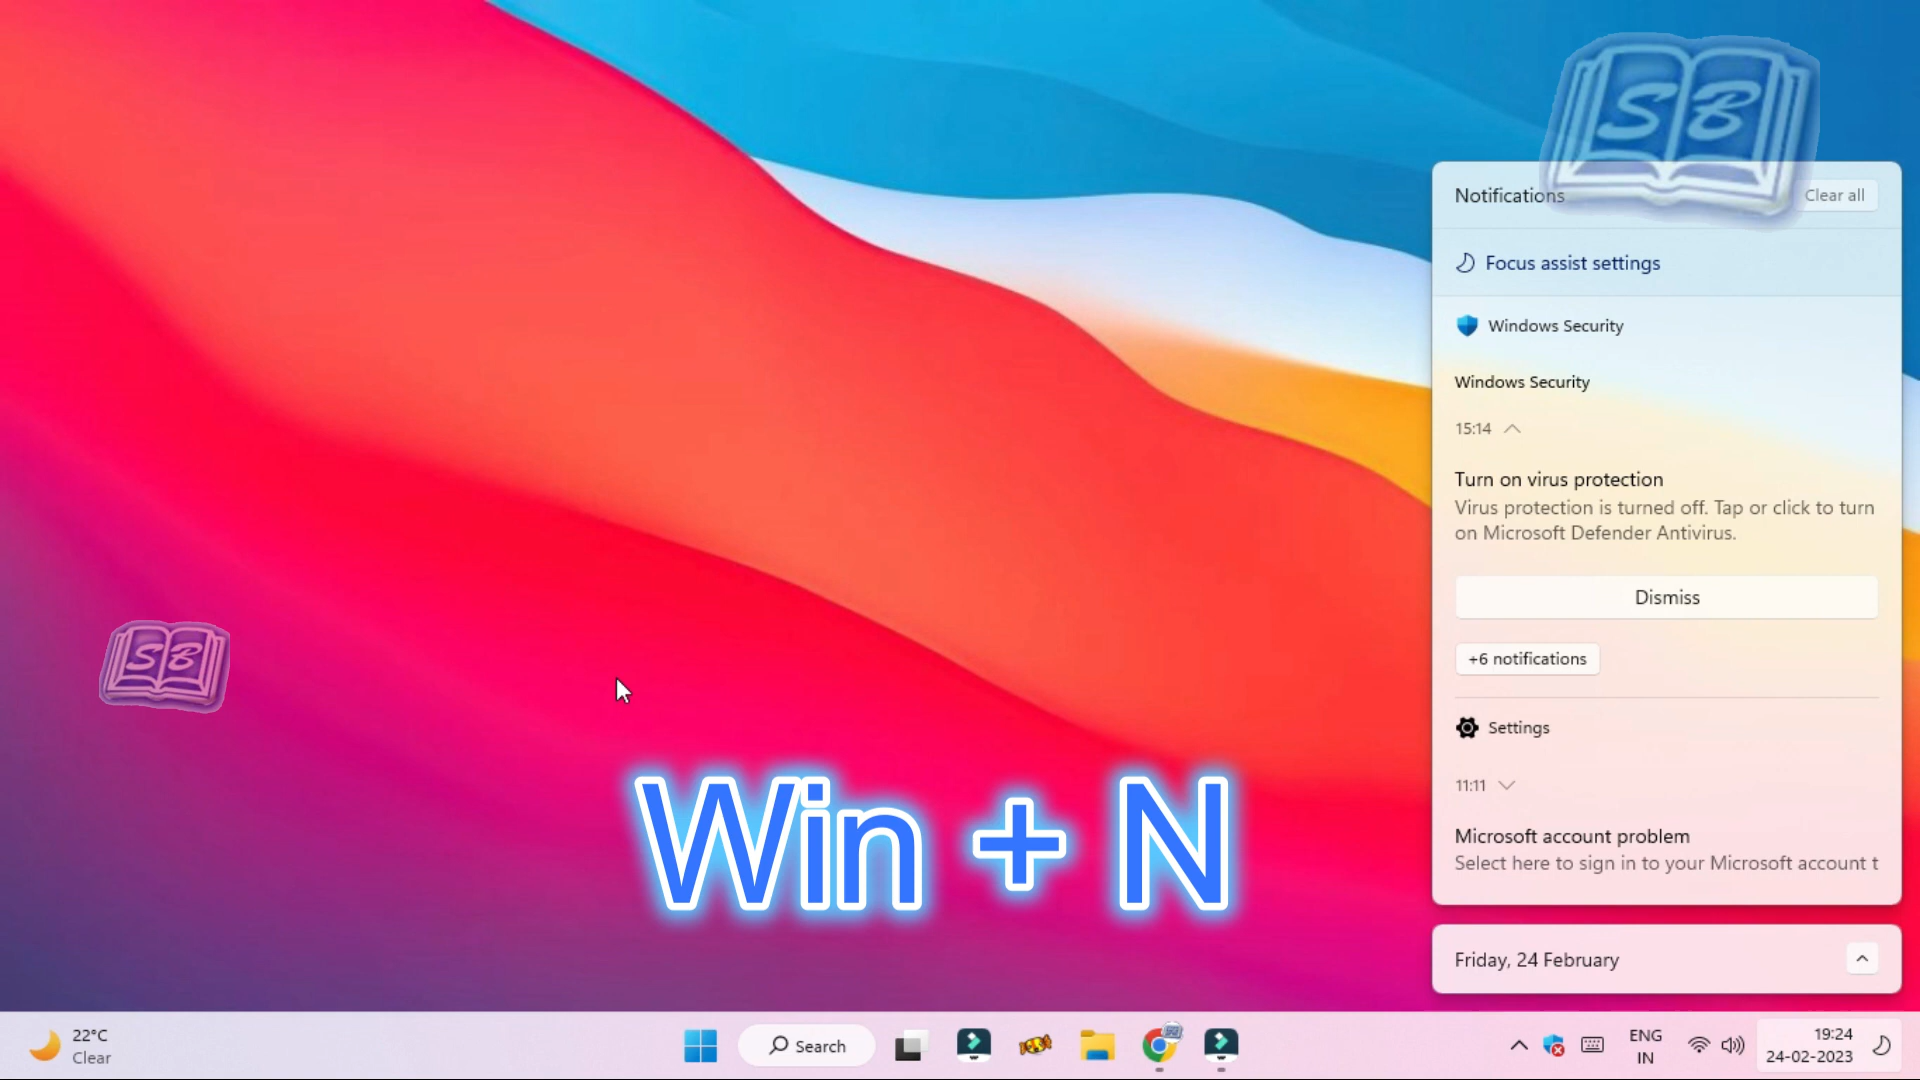 SB
Notifications
Clear all
Focus assist settings
Windows Security
Windows Security
15:14
Turn on virus protection
Virus protection is turned off. Tap or click to turn
on Microsoft Defender Antivirus.
Dismiss
+6 notifications
Settings
11:11
Microsoft account problem
Select here to sign in to your Microsoft account t
SB
Win + N
Friday, 24 February
22°C
Clear
Search
ENG
IN
19:24
24-02-2023